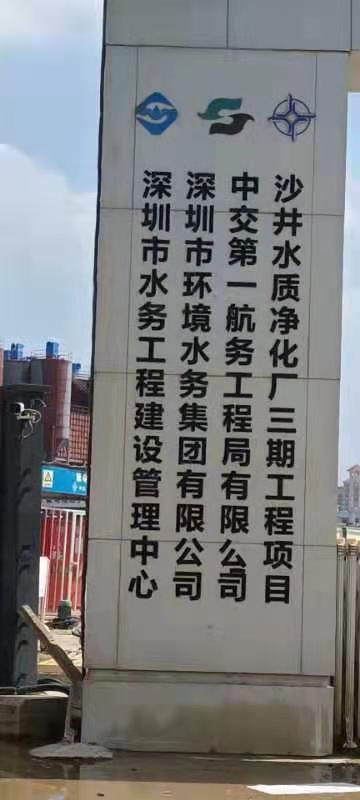 沙井水质净化厂三期工程项目
中交第一航务工程局有限公司
深圳市环境水务集团有限公司
深圳市水务工程建设管理中心